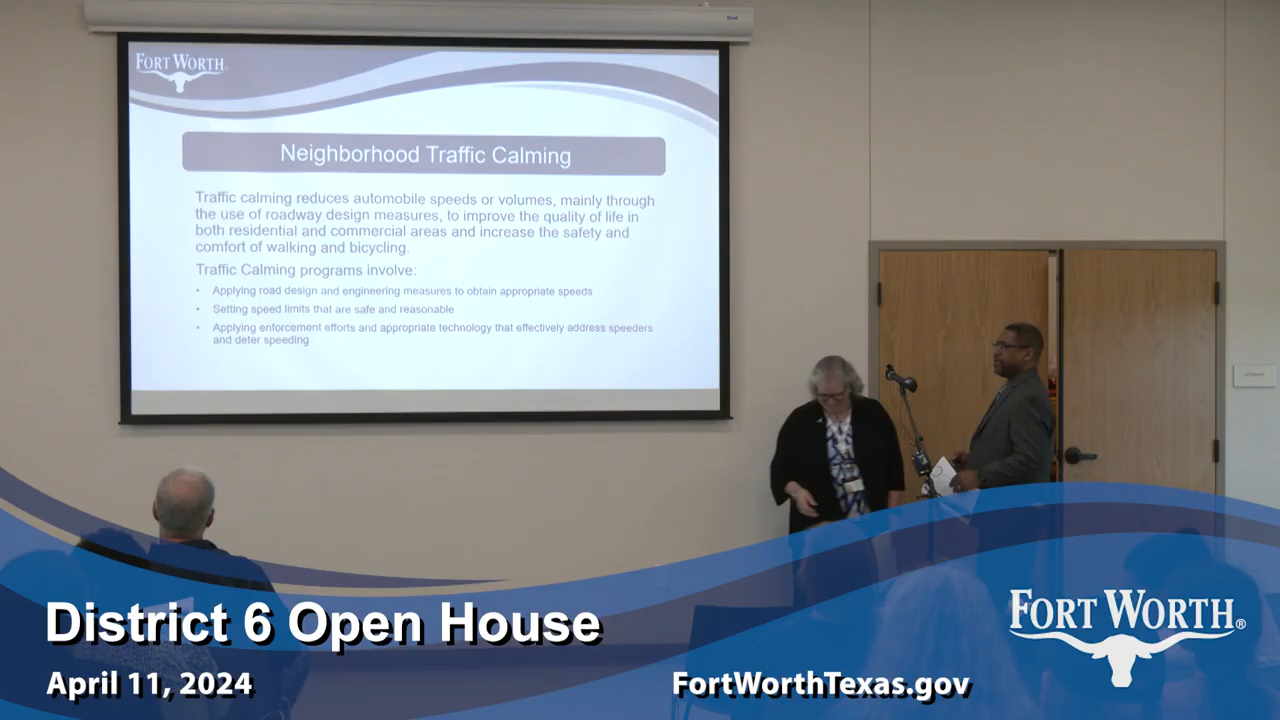 FORT WORTH
Neighborhood Traffic Calming
Traffic calming reduces automobile speeds or volumes, mainly through
the use of roadway design measures, to improve the quality of life in
both residential and commercial areas and increase the safety and
comfort of walking and bicycling.
Traffic Calming programs involve:
• Applying road design and engineering measures to obtain appropriate speeds
• Setting speed limits that are safe and reasonable
• Applying enforcement efforts and appropriate technology that effectively address speeders
and deter speeding
District 6 Open House
April 11, 2024
FortWorthTexas.gov
FORT WORTH®